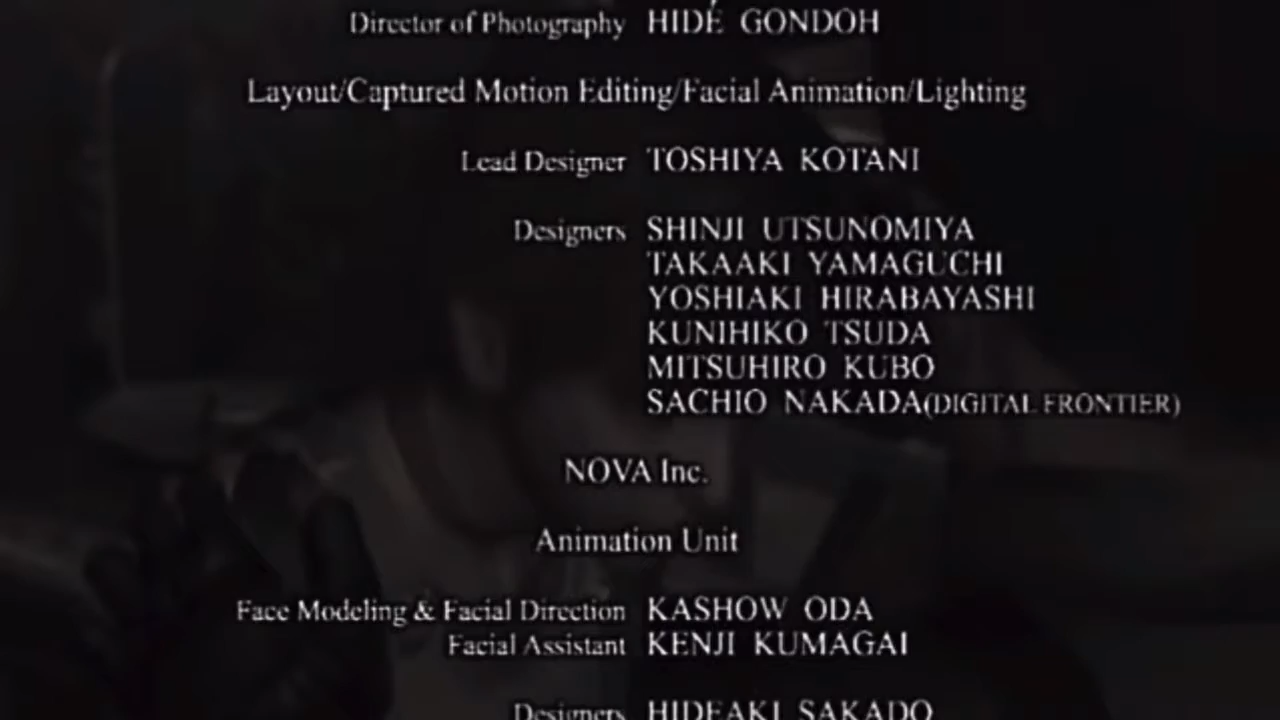 Director of Photography HIDÉ GONDOH
Layout/Captured Motion Editing/Facial Animation/Lighting
Lead Designer TOSHIYA KOTANI
Designers SHINJI UTSUNOMIYA
TAKAAKI YAMAGUCHI
YOSHIAKI HIRABAYASHI
KUNIHIKO TSUDA
MITSUHIRO KUBO
SACHIO NAKADA(DIGITAL FRONTIER)
NOVA Inc.
Animation Unit
Face Modeling & Facial Direction KASHOW ODA
Facial Assistant KENJI KUMAGAI
Designers HIDEAKI SAKADO